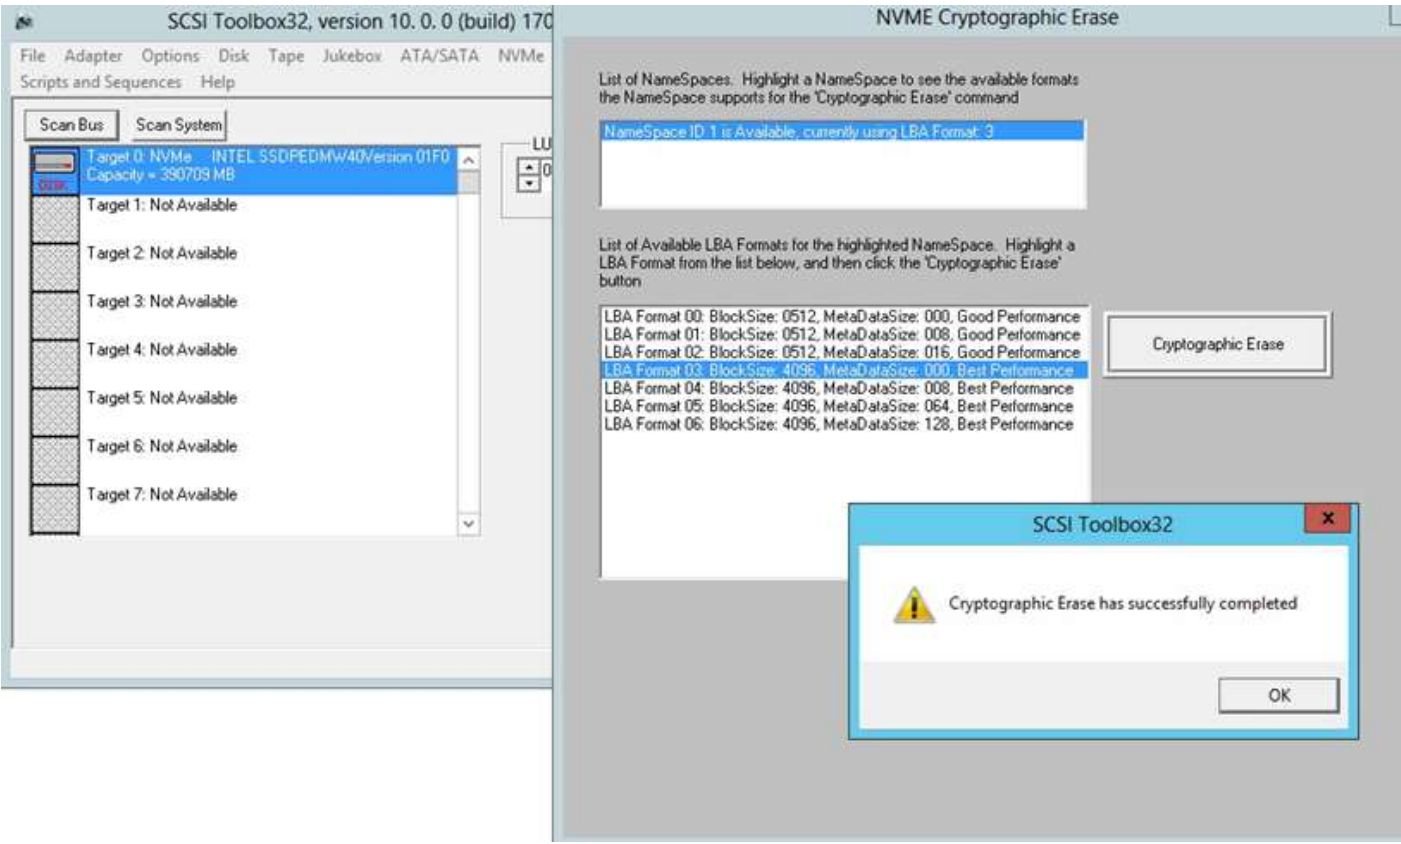 SCSI Toolbox32, version 10. 0. 0 (build) 170
File Adapter Options Disk Tape Jukebox ATA/SATA NVMe
Scripts and Sequences Help
Scan Bus Scan System
LU
0
DISK
Target 0: NVMe INTEL SSDPEDMW40Version 01F0
Capacity = 390709 MB
Target 1: Not Available
Target 2: Not Available
Target 3: Not Available
Target 4: Not Available
Target 5: Not Available
Target 6: Not Available
Target 7: Not Available
NVME Cryptographic Erase
List of NameSpaces. Highlight a NameSpace to see the available formats
the NameSpace supports for the 'Cryptographic Erase' command
NameSpace ID 1 is Available, currently using LBA Format: 3
List of Available LBA Formats for the highlighted NameSpace. Highlight a
LBA Format from the list below, and then click the 'Cryptographic Erase'
button
LBA Format 00: BlockSize: 0512, MetaDataSize: 000, Good Performance
LBA Format 01: BlockSize: 0512, MetaDataSize: 008, Good Performance
LBA Format 02: BlockSize: 0512, MetaDataSize: 016, Good Performance
LBA Format 03: BlockSize: 4096, MetaDataSize: 000, Best Performance
LBA Format 04: BlockSize: 4096, MetaDataSize: 008, Best Performance
LBA Format 05: BlockSize: 4096, MetaDataSize: 064, Best Performance
LBA Format 06: BlockSize: 4096, MetaDataSize: 128, Best Performance
Cryptographic Erase
SCSI Toolbox32
x
Cryptographic Erase has successfully completed
OK